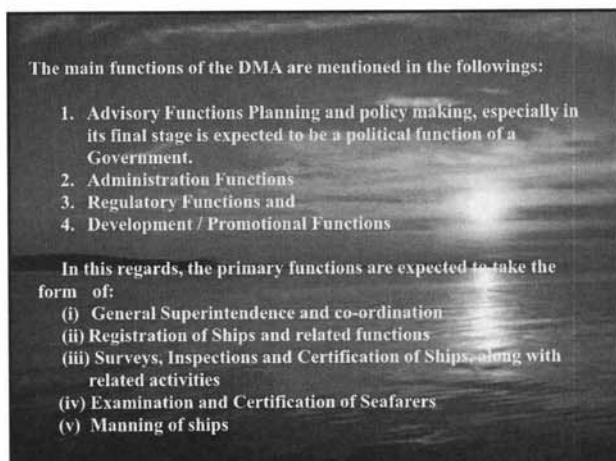 The main functions of the DMA are mentioned in the followings:
1. Advisory Functions Planning and policy making, especially in
its final stage is expected to be a political function of a
Government.
2. Administration Functions
3. Regulatory Functions and
4. Development / Promotional Functions
In this regards, the primary functions are expected to take the
form of:
(i) General Superintendence and co-ordination
(ii) Registration of Ships and related functions
(iii) Surveys, Inspections and Certification of Ships, along with
related activities
(iv) Examination and Certification of Seafarers
(v) Manning of ships